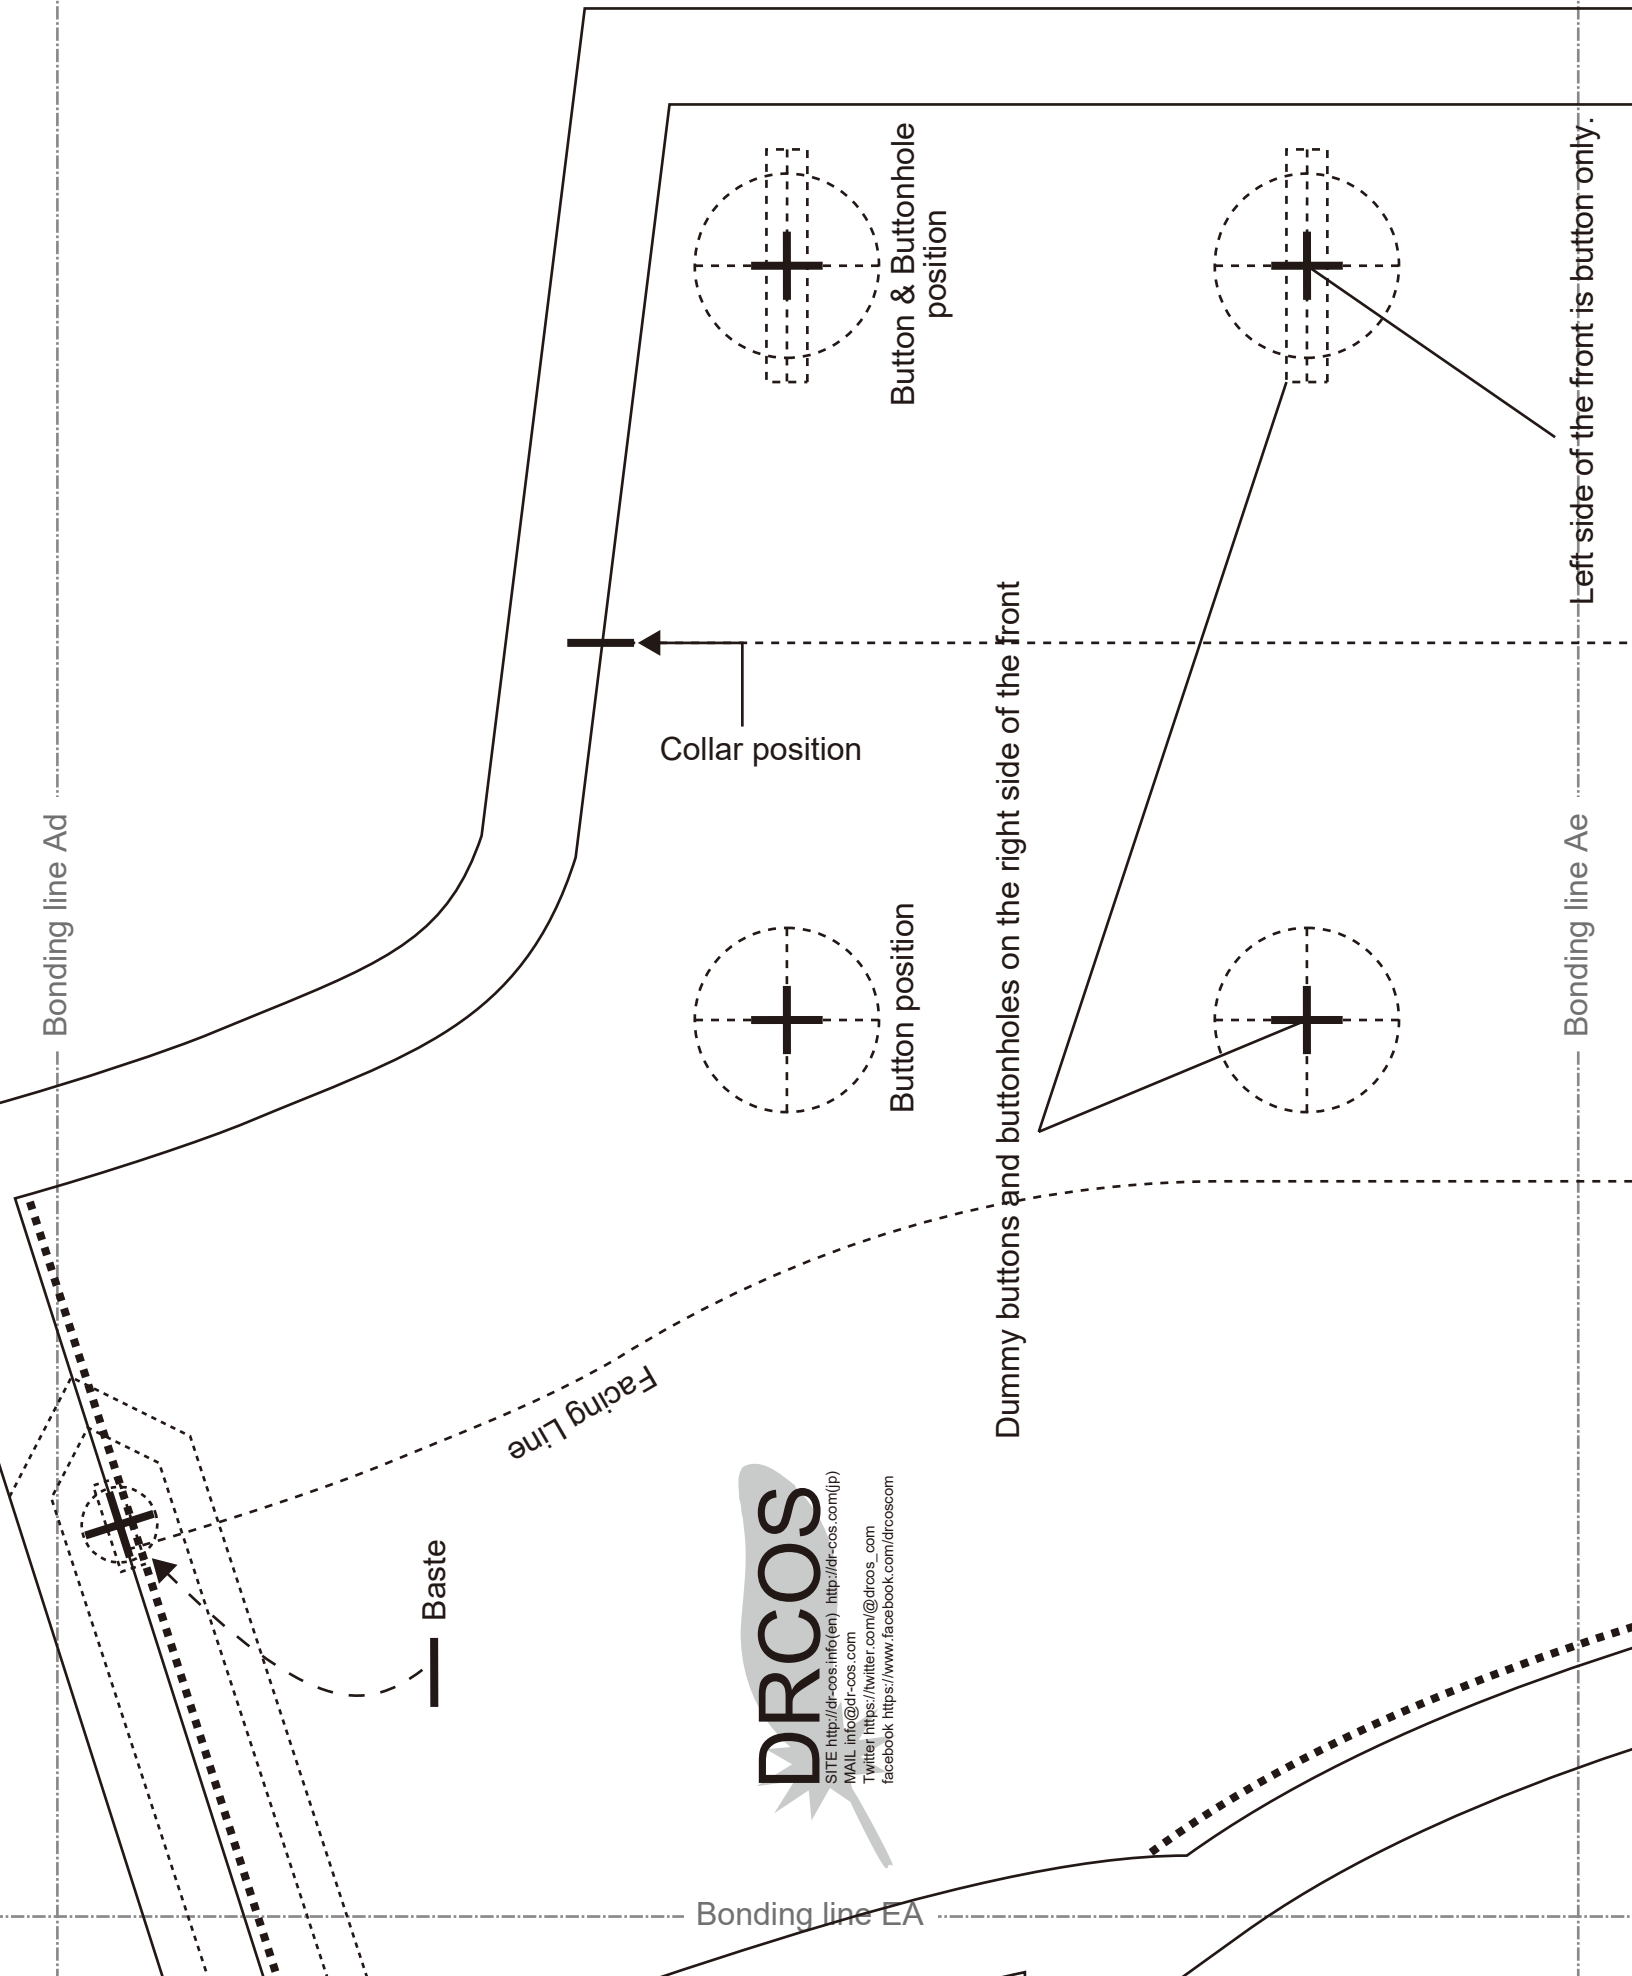 Button & Buttonhole
position
Left side of the front is button only.
Collar position
Dummy buttons and buttonholes on the right side of the front
Bonding line Ad
Bonding line Ae
Button position
Facing Line
Baste
DRCOS
SITE http://dr-cos.info(en) http://dr-cos.com(jp)
MAIL info@dr-cos.com
Twitter https://twitter.com/@drcos_com
facebook https://www.facebook.com/drcoscom
Bonding line EA